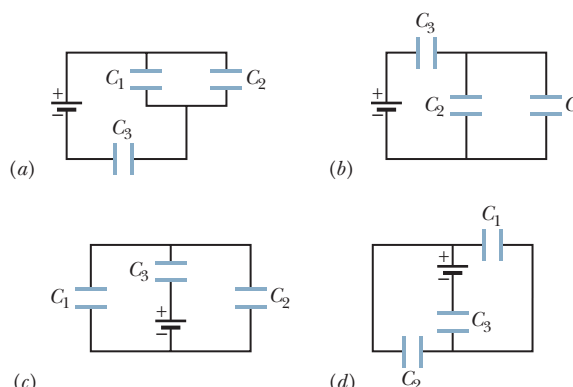 C₁
C₂
+
−
C₃
(a)
C₃
+
−
C₂
C
(b)
C₃
C₁
+
−
C₂
(c)
C₁
+
−
C₃
C₂
(d)